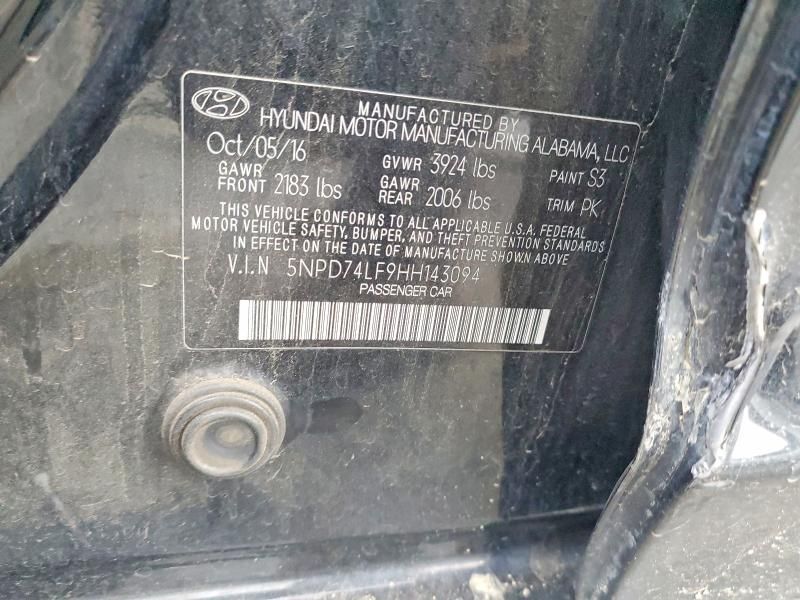 MANUFACTURED BY
HYUNDAI MOTOR MANUFACTURING ALABAMA, LLC
Oct/05/16 GVWR 3924 lbs PAINT S3
GAWR FRONT 2183 lbs GAWR REAR 2006 lbs TRIM PK
THIS VEHICLE CONFORMS TO ALL APPLICABLE U.S.A. FEDERAL
MOTOR VEHICLE SAFETY, BUMPER, AND THEFT PREVENTION STANDARDS
IN EFFECT ON THE DATE OF MANUFACTURE SHOWN ABOVE.
V.I.N 5NPD74LF9HH143094
PASSENGER CAR